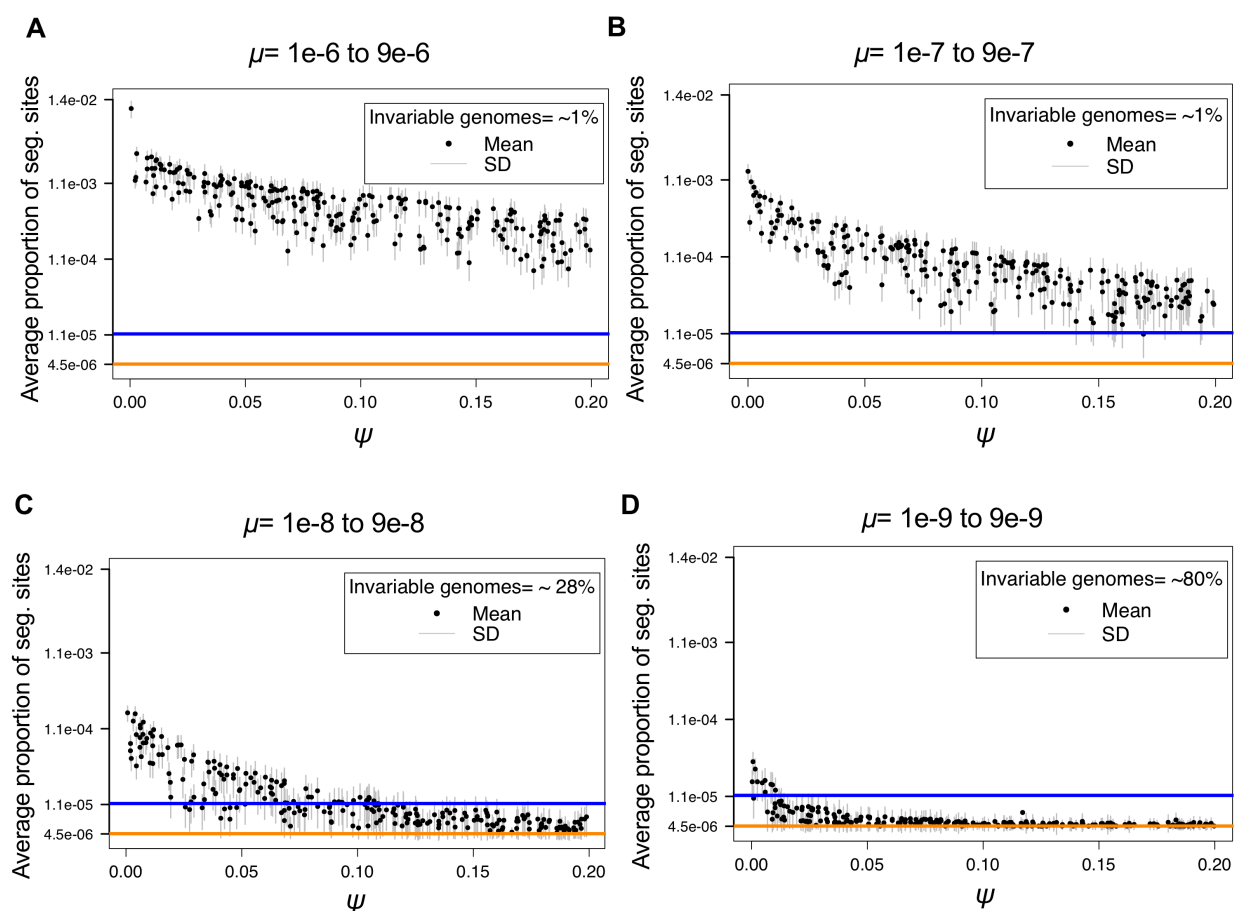 A
μ= 1e-6 to 9e-6
Average proportion of seg. sites
1.4e-02
1.1e-03
1.1e-04
1.1e-05
4.5e-06
Invariable genomes= ~1%
Mean
SD
0.00 0.05 0.10 0.15 0.20
ψ
B
μ= 1e-7 to 9e-7
Average proportion of seg. sites
1.4e-02
1.1e-03
1.1e-04
1.1e-05
4.5e-06
Invariable genomes= ~1%
Mean
SD
0.00 0.05 0.10 0.15 0.20
ψ
C
μ= 1e-8 to 9e-8
Average proportion of seg. sites
1.4e-02
1.1e-03
1.1e-04
1.1e-05
4.5e-06
Invariable genomes= ~ 28%
Mean
SD
0.00 0.05 0.10 0.15 0.20
ψ
D
μ= 1e-9 to 9e-9
Average proportion of seg. sites
1.4e-02
1.1e-03
1.1e-04
1.1e-05
4.5e-06
Invariable genomes= ~80%
Mean
SD
0.00 0.05 0.10 0.15 0.20
ψ